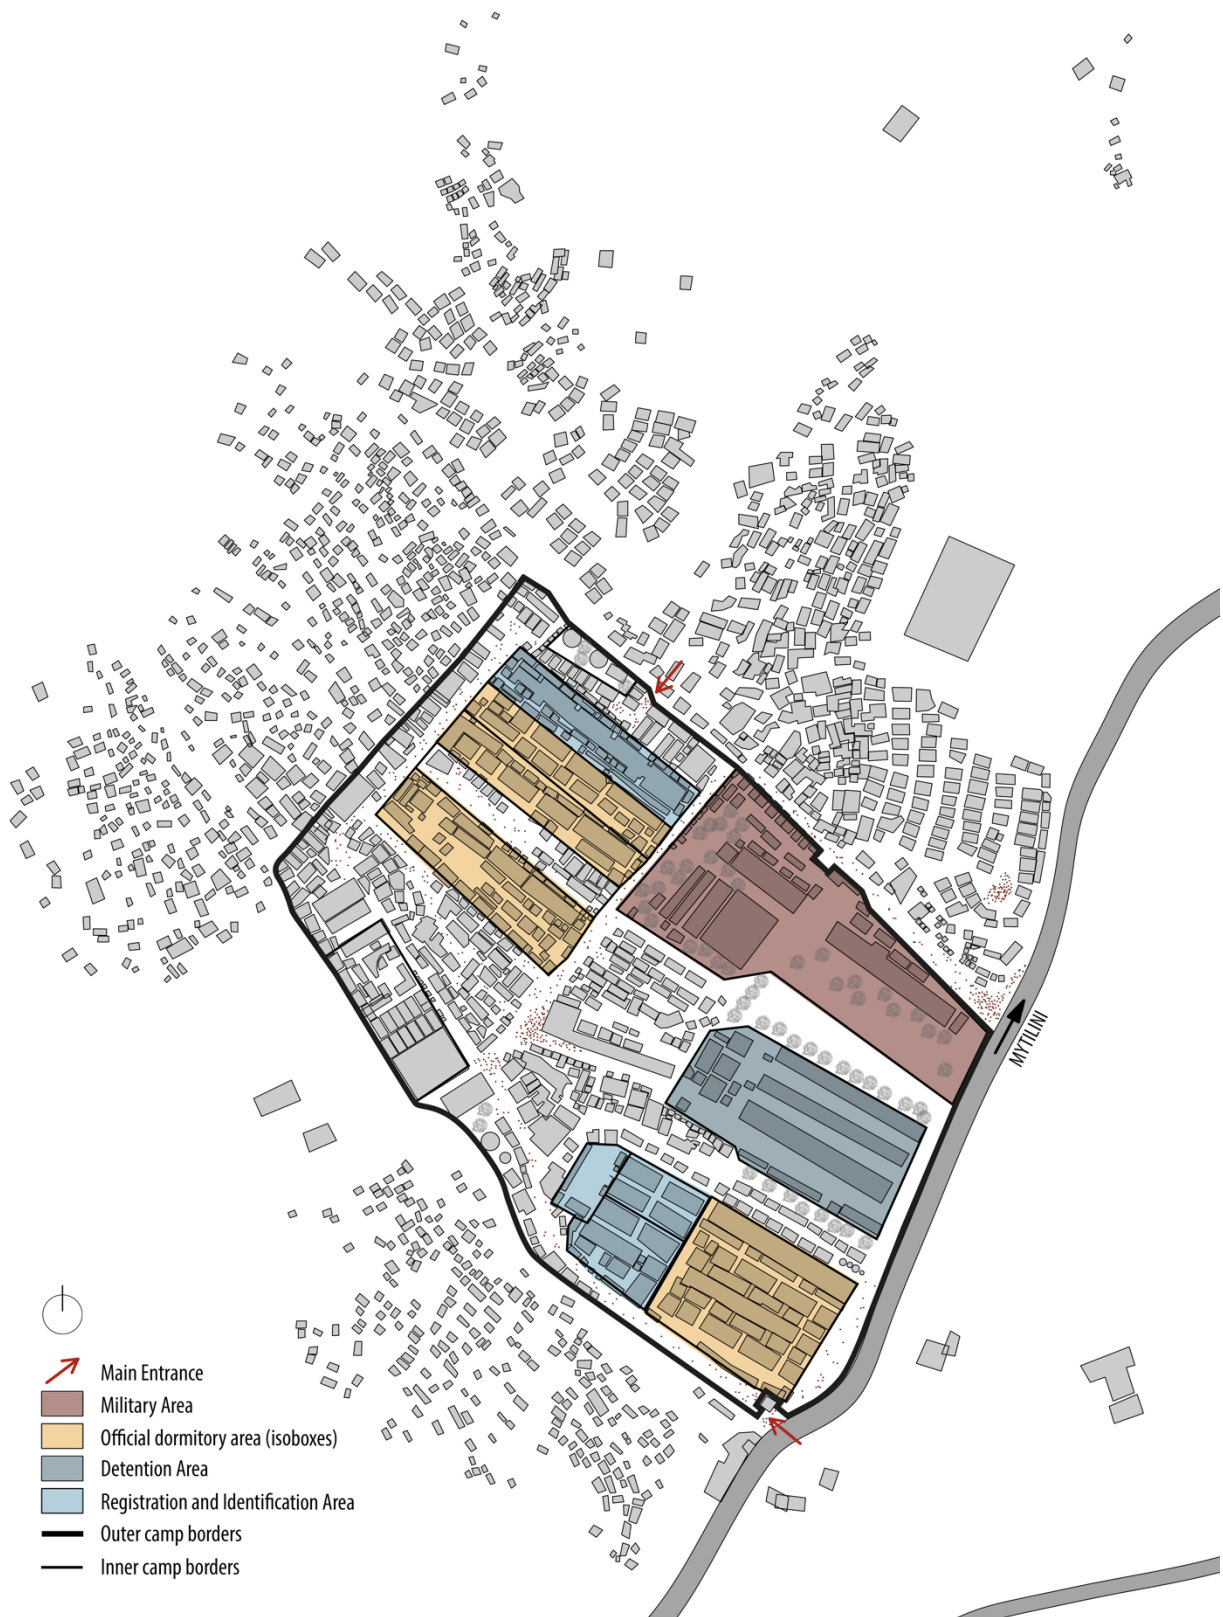 MYTILINI
Main Entrance
Military Area
Official dormitory area (isoboxes)
Detention Area
Registration and Identification Area
Outer camp borders
Inner camp borders